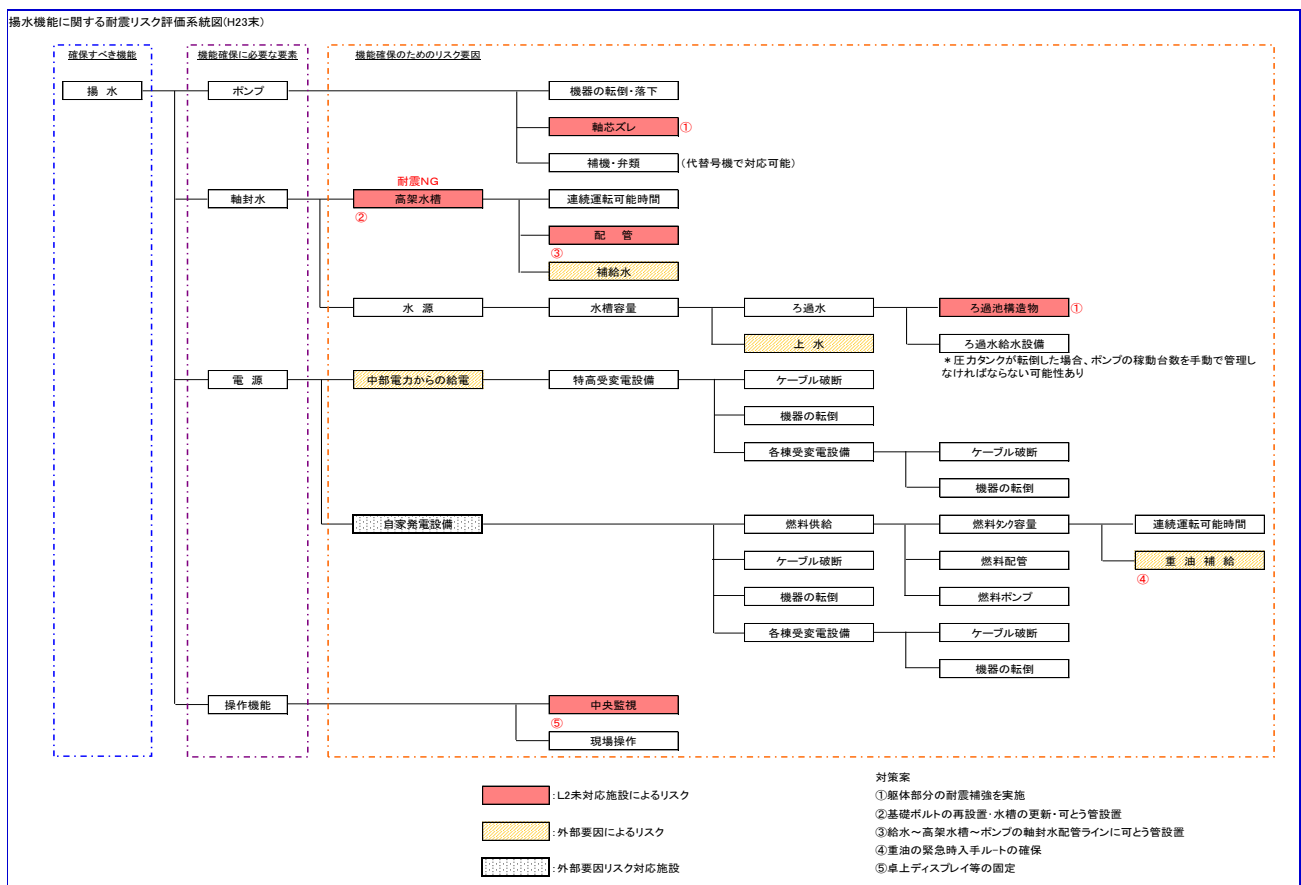 揚水機能に関する耐震リスク評価系統図(H23末)
確保すべき機能
機能確保に必要な要素
機能確保のためのリスク要因
揚 水
ポンプ
機器の転倒・落下
軸芯ズレ
①
補機・弁類
(代替号機で対応可能)
耐震NG
軸封水
高架水槽
連続運転可能時間
②
配 管
③
補給水
水 源
水槽容量
ろ過水
ろ過池構造物
①
上 水
ろ過水給水設備
＊圧力タンクが転倒した場合、ポンプの稼動台数を手動で管理し
なければならない可能性あり
電 源
中部電力からの給電
特高受変電設備
ケーブル破断
機器の転倒
各棟受変電設備
ケーブル破断
機器の転倒
自家発電設備
燃料供給
燃料タンク容量
連続運転可能時間
ケーブル破断
燃料配管
重 油 補 給
④
機器の転倒
燃料ポンプ
各棟受変電設備
ケーブル破断
機器の転倒
操作機能
中央監視
⑤
現場操作
:L2未対応施設によるリスク
:外部要因によるリスク
:外部要因リスク対応施設
対策案
①躯体部分の耐震補強を実施
②基礎ボルトの再設置・水槽の更新・可とう管設置
③給水～高架水槽～ポンプの軸封水配管ラインに可とう管設置
④重油の緊急時入手ルートの確保
⑤卓上ディスプレイ等の固定